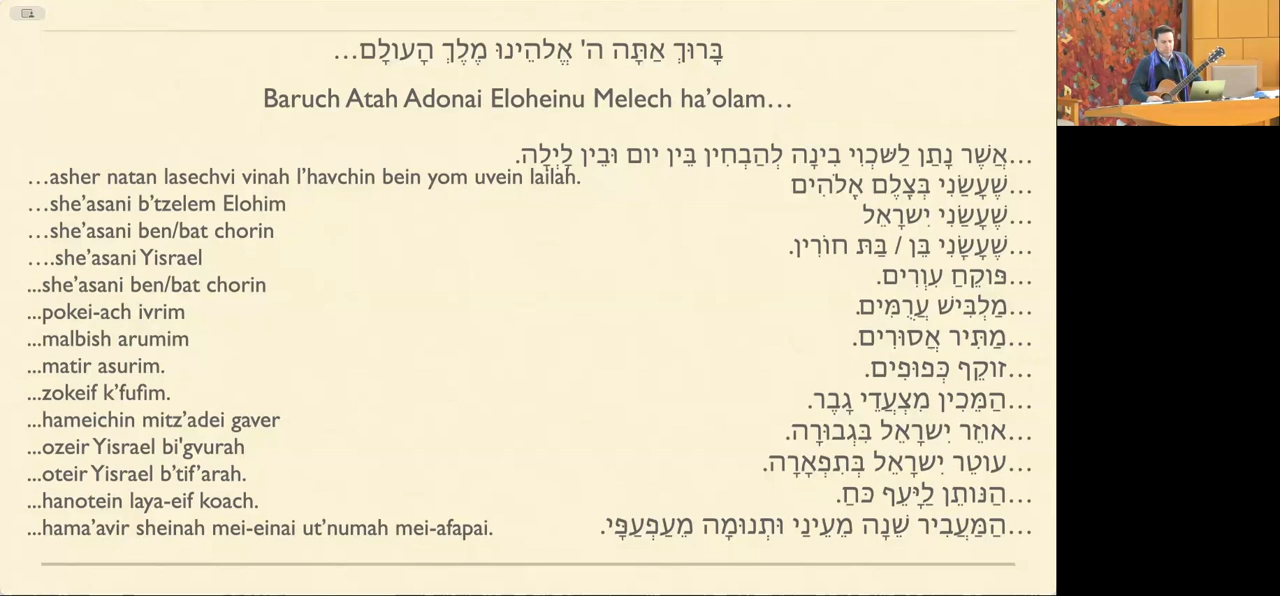 בָּרוּךְ אַתָּה ה' אֱלֹהֵינוּ מֶלֶךְ הָעוֹלָם...
Baruch Atah Adonai Eloheinu Melech ha’olam…
...אֲשֶׁר נָתַן לַשֹּכְוִי בִינָה לְהַבְחִין בֵּין יוֹם וּבֵין לָיְלָה.
...שֶׁעָשַׂנִי בְּצֶלֶם אֱלֹהִים
...שֶׁעָשַׂנִי יִשרָאֵל
...שֶׁעָשַׂנִי בֵּן / בַּת חוֹרִין.
...פּוֹקֵחַ עִוְרִים.
...מַלְבִּישׁ עֲרֻמִּים.
...מַתִּיר אֲסוּרִים.
...זוֹקֵף כְּפוּפִים.
...הַמֵּכִין מִצְעֲדֵי גָבֶר.
...אוֹזֵר יִשרָאֵל בִּגְבוּרָה.
...עוֹטֵר יִשרָאֵל בְּתִפְאָרָה.
...הַנּוֹתֵן לַיָּעֵף כֹּחַ.
...הַמַּעֲבִיר שֵׁנָה מֵעֵינַי וּתְנוּמָה מֵעַפְעַפָּי.
…asher natan lasechvi vinah l’havchin bein yom uvein lailah.
…she’asani b’tzelem Elohim
…she’asani ben/bat chorin
….she’asani Yisrael
...she’asani ben/bat chorin
...pokei-ach ivrim
...malbish arumim
...matir asurim.
...zokeif k’fufim.
...hameichin mitz’adei gaver
...ozeir Yisrael bi'gvurah
...oteir Yisrael b’tif’arah.
...hanotein laya-eif koach.
...hama’avir sheinah mei-einai ut’numah mei-afapai.